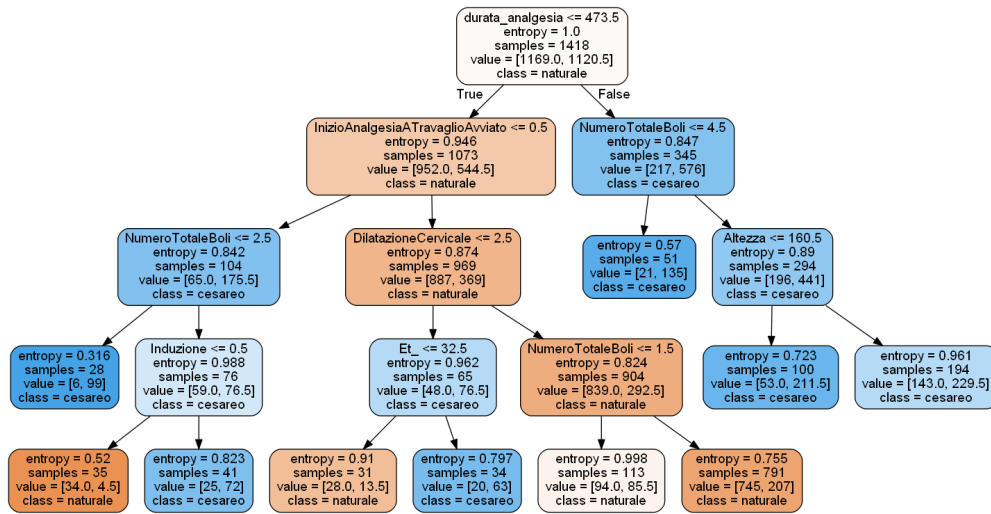 durata_analgesia <= 473.5
entropy = 1.0
samples = 1418
value = [1169.0, 1120.5]
class = naturale
True
False
InizioAnalgesiaATravaglioAvviato <= 0.5
entropy = 0.946
samples = 1073
value = [952.0, 544.5]
class = naturale
NumeroTotaleBoli <= 4.5
entropy = 0.847
samples = 345
value = [217, 576]
class = cesareo
NumeroTotaleBoli <= 2.5
entropy = 0.842
samples = 104
value = [65.0, 175.5]
class = cesareo
DilatazioneCervicale <= 2.5
entropy = 0.874
samples = 969
value = [887, 369]
class = naturale
entropy = 0.57
samples = 51
value = [21, 135]
class = cesareo
Altezza <= 160.5
entropy = 0.89
samples = 294
value = [196, 441]
class = cesareo
entropy = 0.316
samples = 28
value = [6, 99]
class = cesareo
Induzione <= 0.5
entropy = 0.988
samples = 76
value = [59.0, 76.5]
class = cesareo
Et_ <= 32.5
entropy = 0.962
samples = 65
value = [48.0, 76.5]
class = cesareo
NumeroTotaleBoli <= 1.5
entropy = 0.824
samples = 904
value = [839.0, 292.5]
class = naturale
entropy = 0.723
samples = 100
value = [53.0, 211.5]
class = cesareo
entropy = 0.961
samples = 194
value = [143.0, 229.5]
class = cesareo
entropy = 0.52
samples = 35
value = [34.0, 4.5]
class = naturale
entropy = 0.823
samples = 41
value = [25, 72]
class = cesareo
entropy = 0.91
samples = 31
value = [28.0, 13.5]
class = naturale
entropy = 0.797
samples = 34
value = [20, 63]
class = cesareo
entropy = 0.998
samples = 113
value = [94.0, 85.5]
class = naturale
entropy = 0.755
samples = 791
value = [745, 207]
class = naturale